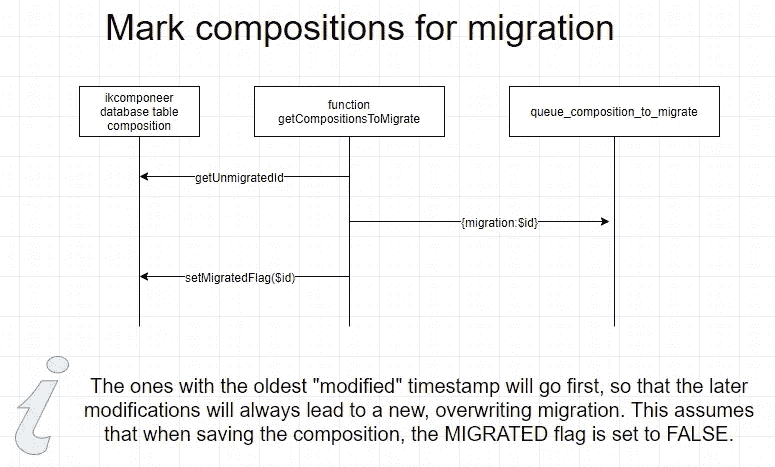 Mark compositions for migration
ikcomponeer
database table
composition
function
getCompositionsToMigrate
queue_composition_to_migrate
getUnmigratedId
{migration:$id}
setMigratedFlag($id)
The ones with the oldest "modified" timestamp will go first, so that the later
modifications will always lead to a new, overwriting migration. This assumes
that when saving the composition, the MIGRATED flag is set to FALSE.